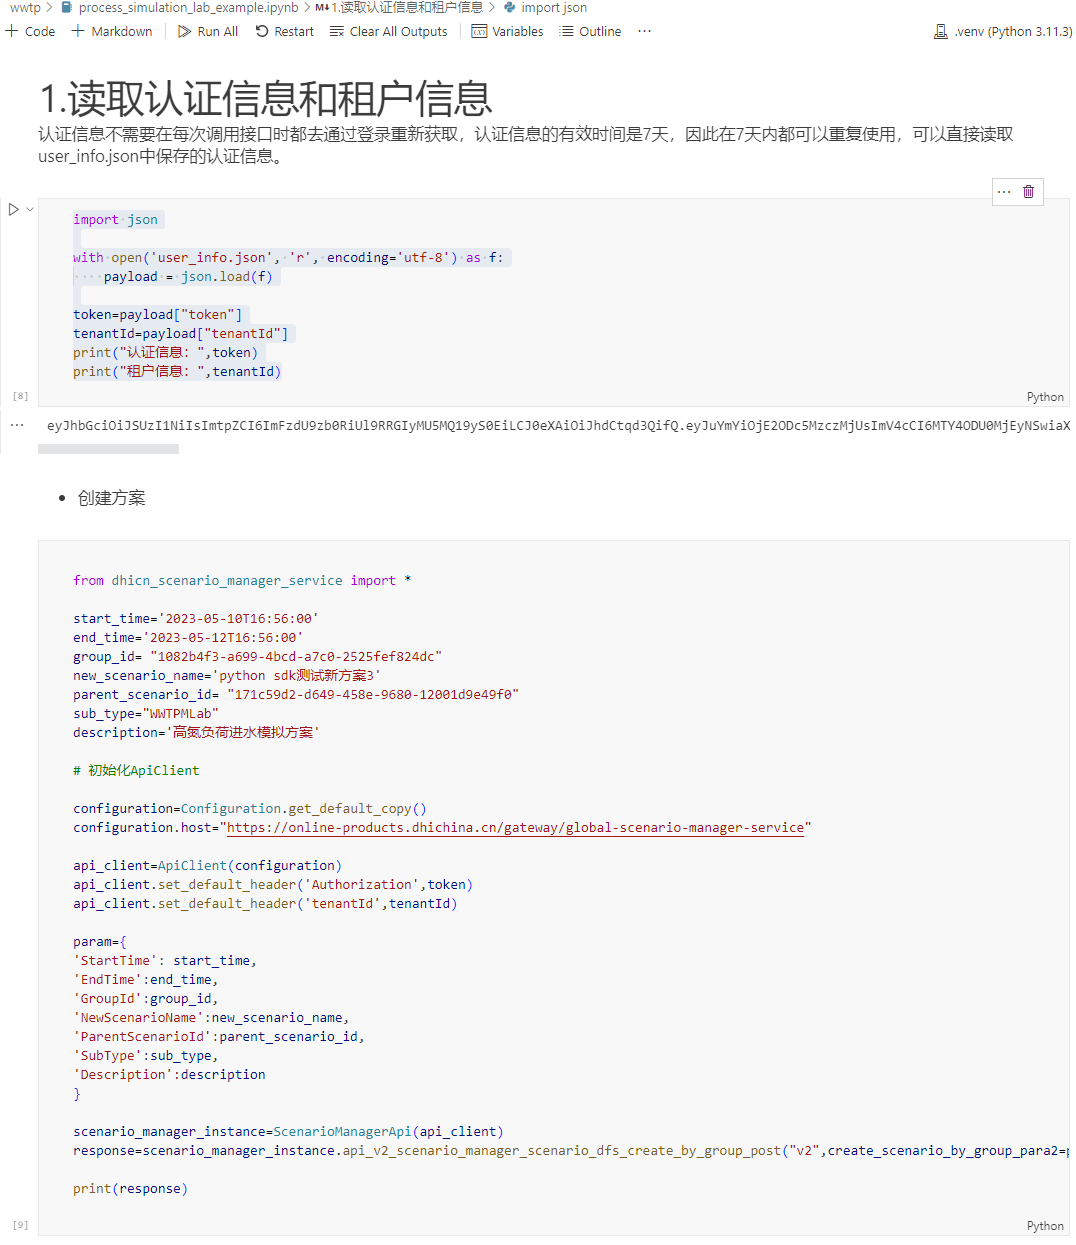 wwtp > process_simulation_lab_example.ipynb > M↓1.读取认证信息和租户信息 > import json
+ Code + Markdown Run All Restart Clear All Outputs Variables Outline ··· .venv (Python 3.11.3)
1.读取认证信息和租户信息
认证信息不需要在每次调用接口时都去通过登录重新获取，认证信息的有效时间是7天，因此在7天内都可以重复使用，可以直接读取
user_info.json中保存的认证信息。
import json
with open('user_info.json', 'r', encoding='utf-8') as f:
    payload = json.load(f)
token=payload["token"]
tenantId=payload["tenantId"]
print("认证信息：",token)
print("租户信息：",tenantId)
[8]
Python
• 创建方案
from dhicn_scenario_manager_service import *
start_time='2023-05-10T16:56:00'
end_time='2023-05-12T16:56:00'
group_id= "1082b4f3-a699-4bcd-a7c0-2525fef824dc"
new_scenario_name='python sdk测试新方案3'
parent_scenario_id= "171c59d2-d649-458e-9680-12001d9e49f0"
sub_type="WWTPMLab"
description='高氮负荷进水模拟方案'
# 初始化ApiClient
configuration=Configuration.get_default_copy()
configuration.host="https://online-products.dhichina.cn/gateway/global-scenario-manager-service"
api_client=ApiClient(configuration)
api_client.set_default_header('Authorization',token)
api_client.set_default_header('tenantId',tenantId)
param={
'StartTime': start_time,
'EndTime':end_time,
'GroupId':group_id,
'NewScenarioName':new_scenario_name,
'ParentScenarioId':parent_scenario_id,
'SubType':sub_type,
'Description':description
}
scenario_manager_instance=ScenarioManagerApi(api_client)
response=scenario_manager_instance.api_v2_scenario_manager_scenario_dfs_create_by_group_post("v2",create_scenario_by_group_para2=p
print(response)
[9]
Python